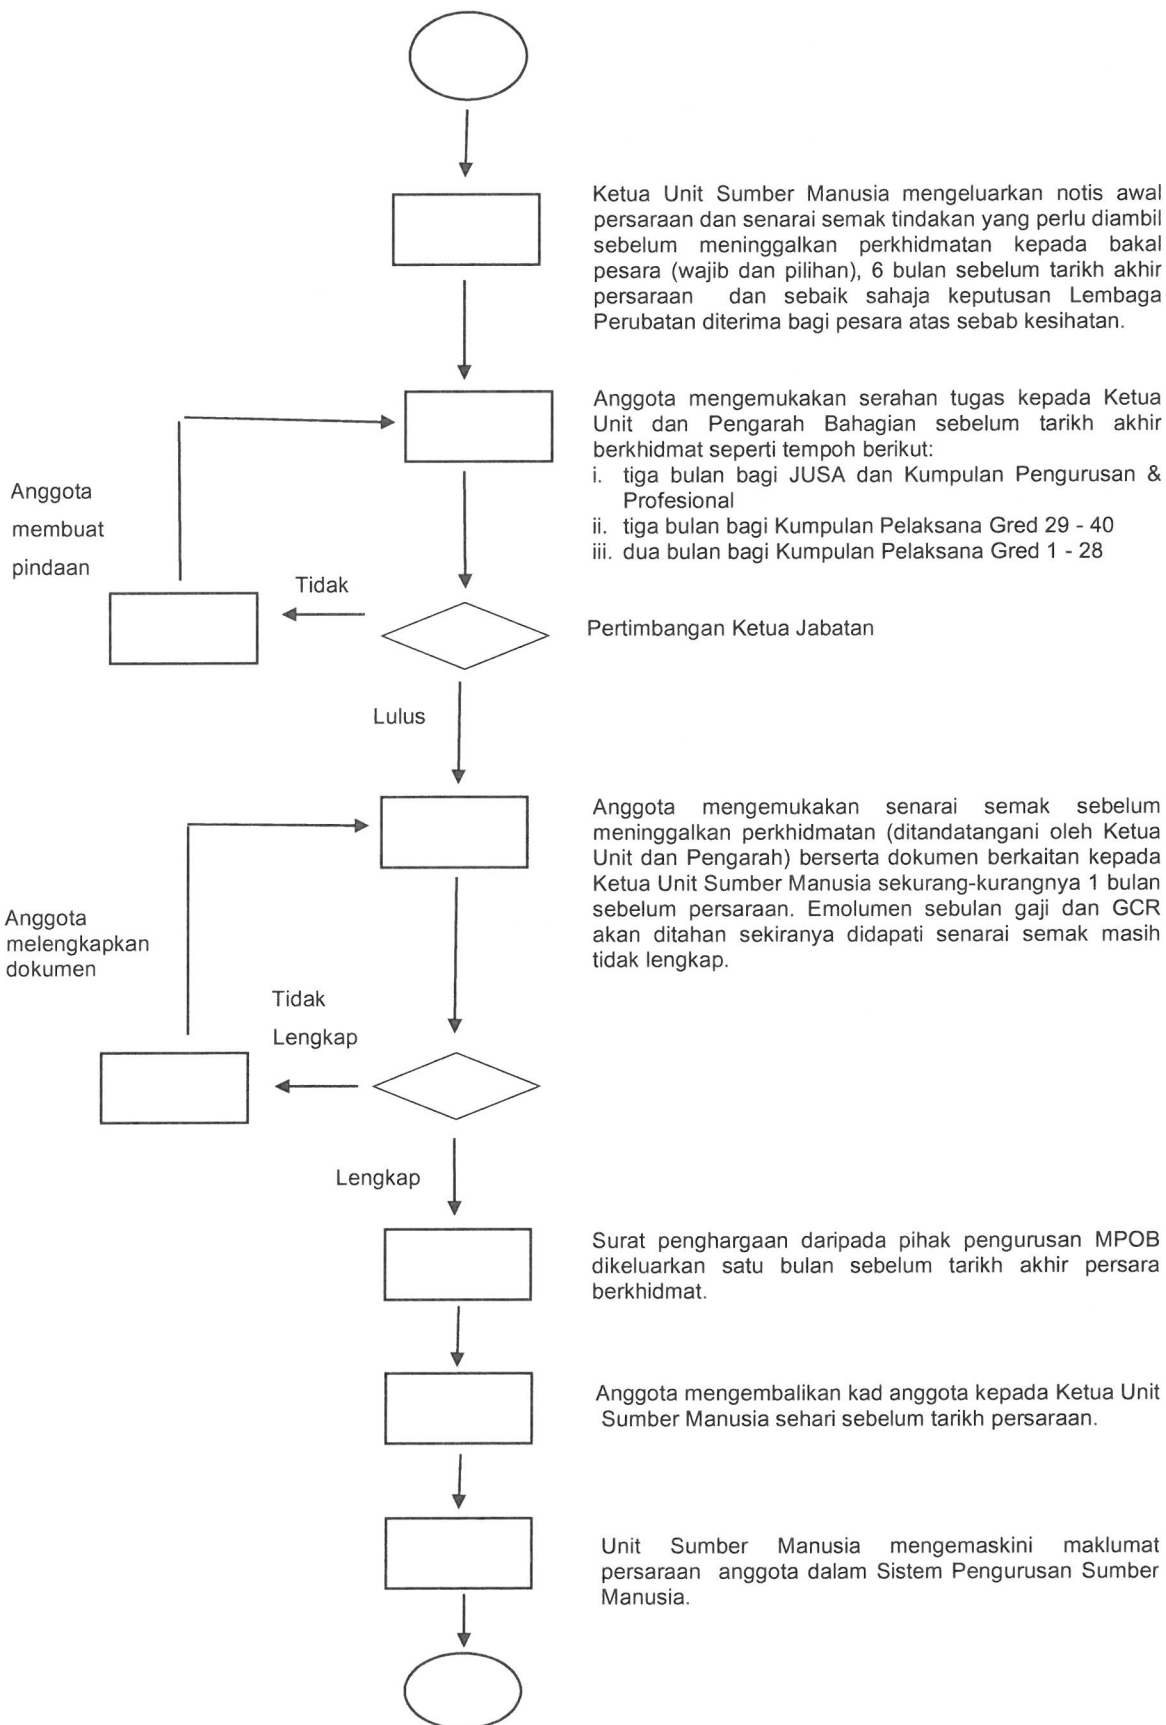 Ketua Unit Sumber Manusia mengeluarkan notis awal
persaraan dan senarai semak tindakan yang perlu diambil
sebelum meninggalkan perkhidmatan kepada bakal
pesara (wajib dan pilihan), 6 bulan sebelum tarikh akhir
persaraan dan sebaik sahaja keputusan Lembaga
Perubatan diterima bagi pesara atas sebab kesihatan.
Anggota mengemukakan serahan tugas kepada Ketua
Unit dan Pengarah Bahagian sebelum tarikh akhir
berkhidmat seperti tempoh berikut:
i. tiga bulan bagi JUSA dan Kumpulan Pengurusan &
Profesional
ii. tiga bulan bagi Kumpulan Pelaksana Gred 29 - 40
iii. dua bulan bagi Kumpulan Pelaksana Gred 1 - 28
Anggota
membuat
pindaan
Tidak
Pertimbangan Ketua Jabatan
Lulus
Anggota mengemukakan senarai semak sebelum
meninggalkan perkhidmatan (ditandatangani oleh Ketua
Unit dan Pengarah) berserta dokumen berkaitan kepada
Ketua Unit Sumber Manusia sekurang-kurangnya 1 bulan
sebelum persaraan. Emolumen sebulan gaji dan GCR
akan ditahan sekiranya didapati senarai semak masih
tidak lengkap.
Anggota
melengkapkan
dokumen
Tidak
Lengkap
Lengkap
Surat penghargaan daripada pihak pengurusan MPOB
dikeluarkan satu bulan sebelum tarikh akhir persara
berkhidmat.
Anggota mengembalikan kad anggota kepada Ketua Unit
Sumber Manusia sehari sebelum tarikh persaraan.
Unit Sumber Manusia mengemaskini maklumat
persaraan anggota dalam Sistem Pengurusan Sumber
Manusia.